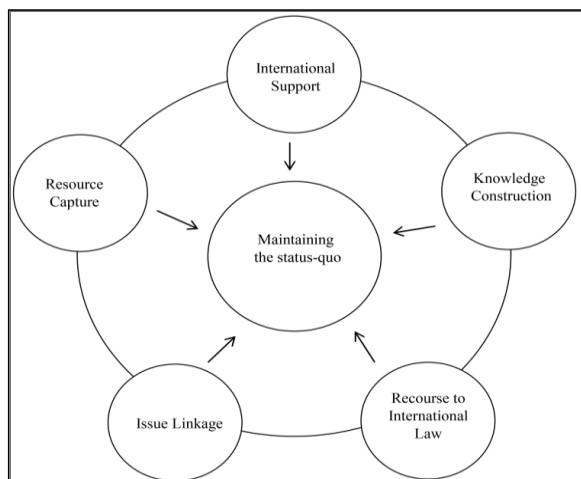 International
Support
Resource
Capture
Knowledge
Construction
Maintaining
the status-quo
Issue Linkage
Recourse to
International
Law